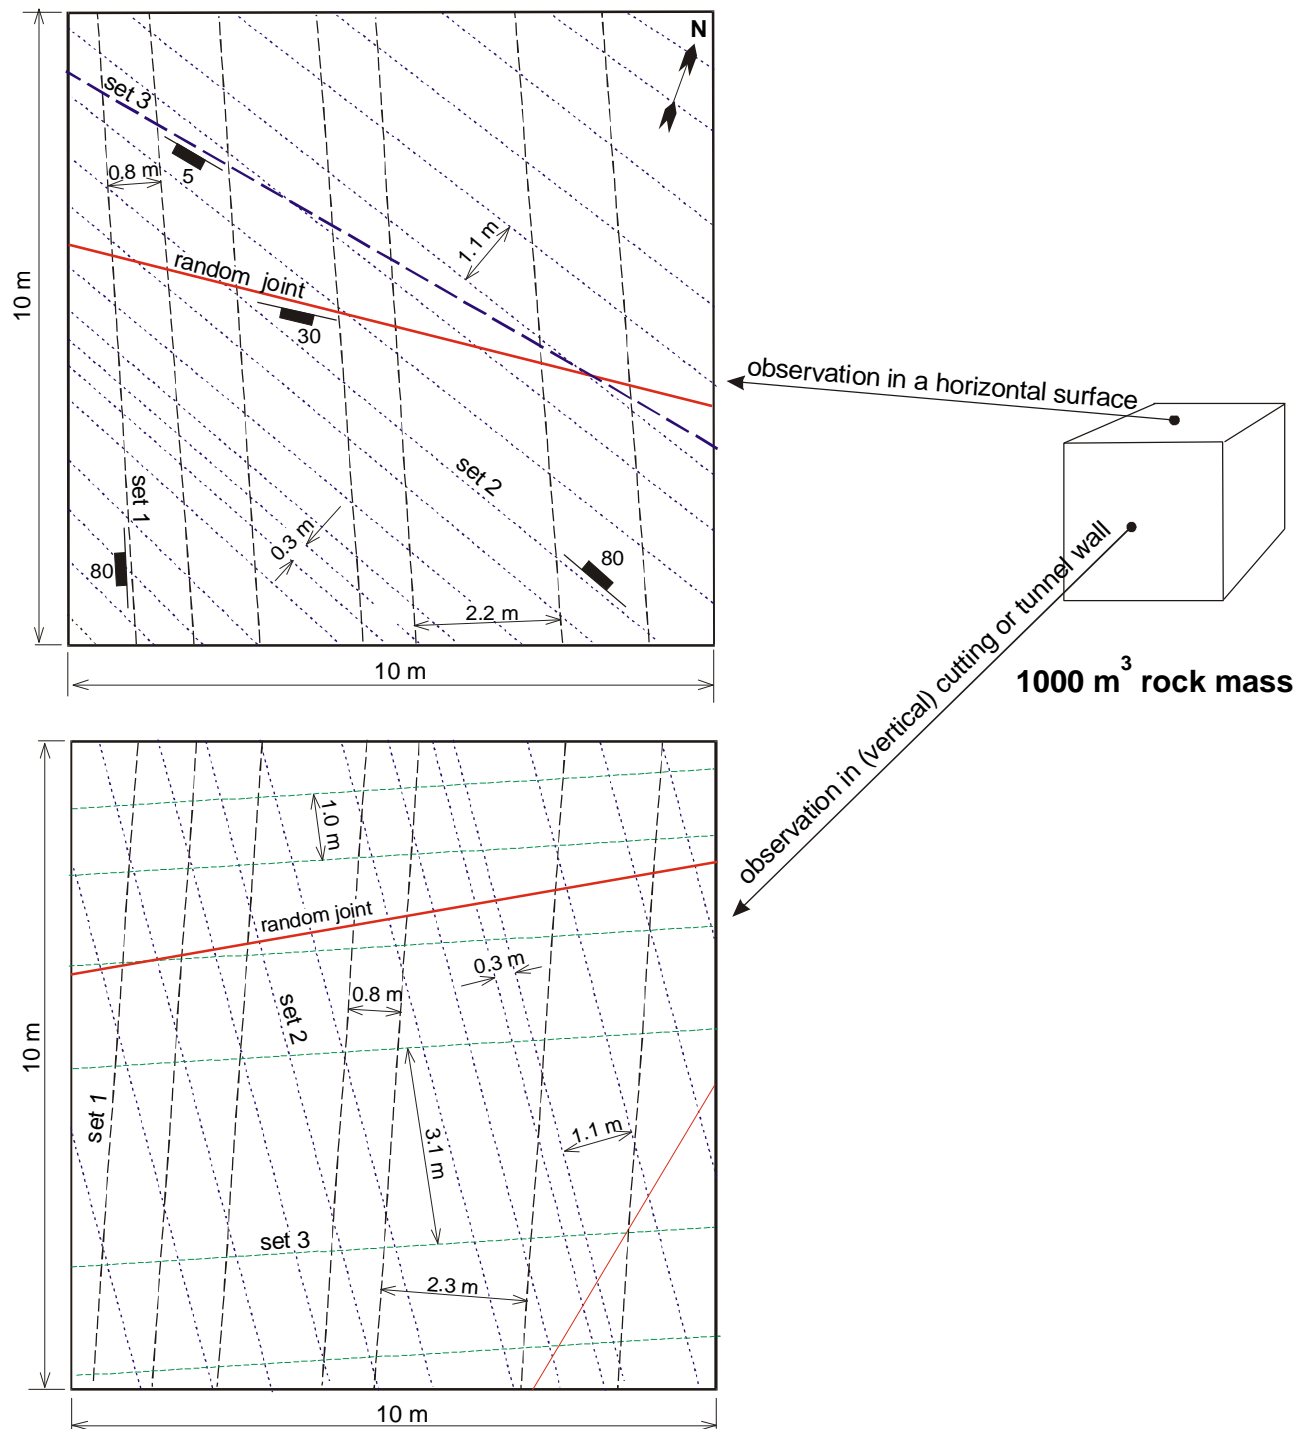 N
set 3
5
0.8 m
1.1 m
random joint
30
10 m
set 2
set 1
0.3 m
80
80
2.2 m
10 m
observation in a horizontal surface
observation in (vertical) cutting or tunnel wall
1000 m³ rock mass
1.0 m
random joint
0.3 m
0.8 m
set 2
10 m
set 1
3.1 m
1.1 m
set 3
2.3 m
10 m